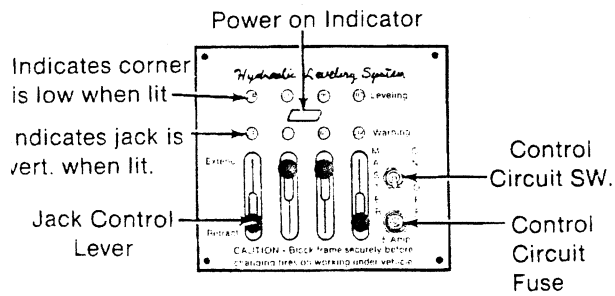 Power on Indicator
Indicates corner
is low when lit
Hydraulic Leveling System
Leveling
ndicates jack is
vert. when lit.
Warning
Extend
Control
Circuit SW.
Jack Control
Lever
Retract
Control
Circuit
Fuse
Amp
CAUTION - Block frame securely before
changing tires or working under vehicle